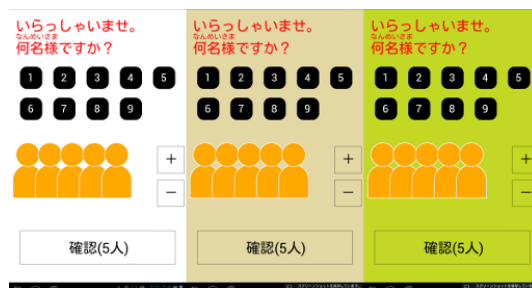 いらっしゃいませ。
なんめいさま
何名様ですか？
1 2 3 4 5
6 7 8 9
+
−
確認(5人)
いらっしゃいませ。
なんめいさま
何名様ですか？
1 2 3 4 5
6 7 8 9
+
−
確認(5人)
いらっしゃいませ。
なんめいさま
何名様ですか？
1 2 3 4 5
6 7 8 9
+
−
確認(5人)